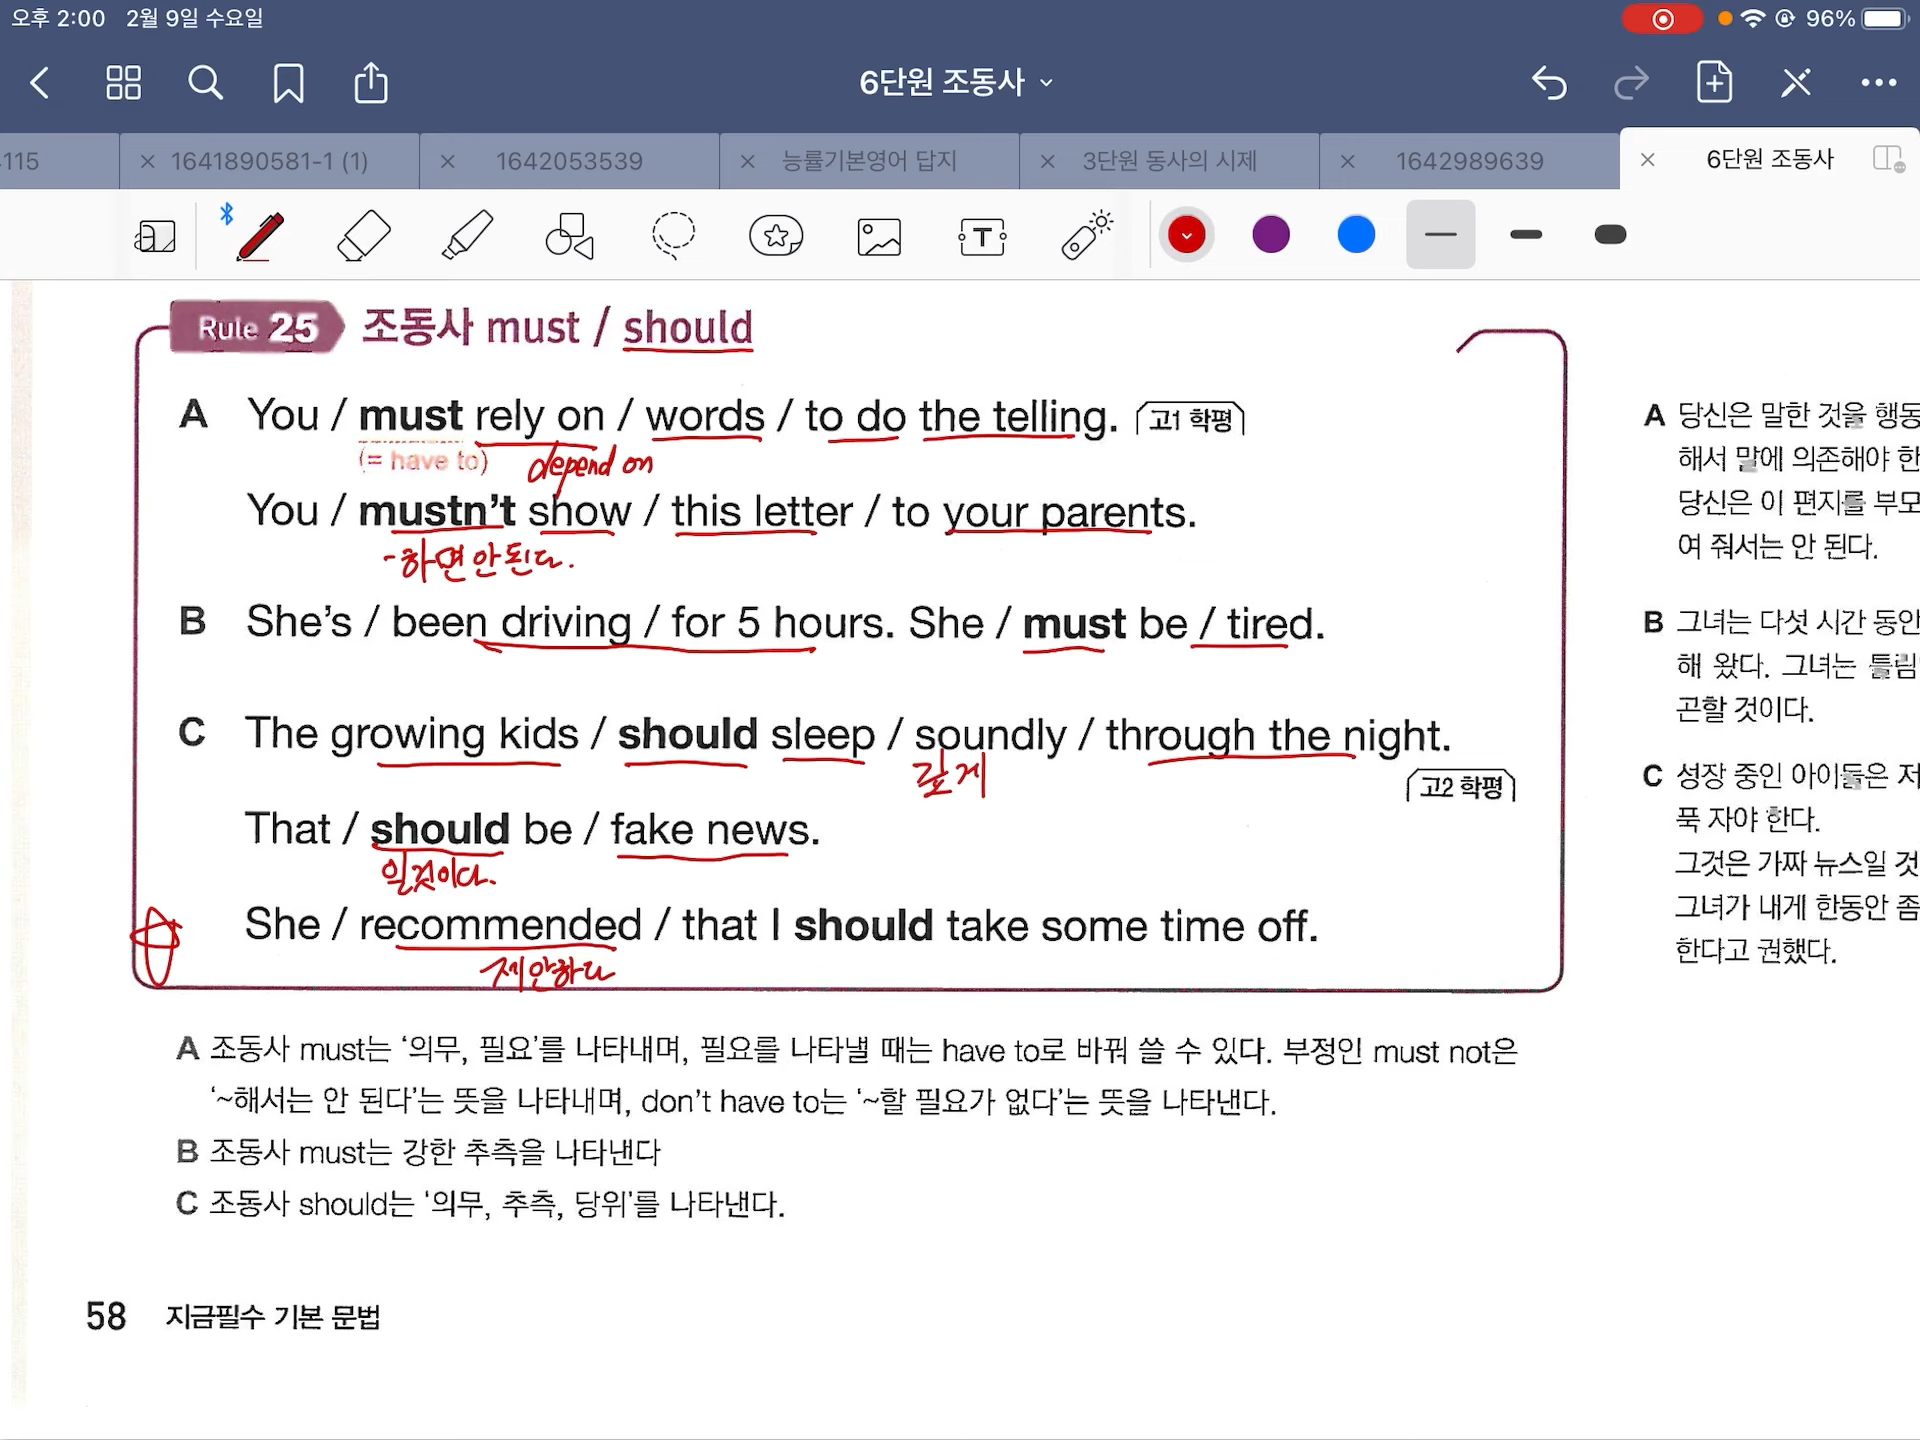 오후 2:00 2월 9일 수요일 96%
6단원 조동사
115 1641890581-1 (1) 1642053539 능률기본영어 답지 3단원 동사의 시제 1642989639 6단원 조동사
Rule 25 조동사 must / should
A You / must rely on / words / to do the telling. 고1 학평
(= have to) depend on
You / mustn't show / this letter / to your parents.
-하면 안된다.
B She's / been driving / for 5 hours. She / must be / tired.
C The growing kids / should sleep / soundly / through the night.
깊게
고2 학평
That / should be / fake news.
일것이다.
She / recommended / that I should take some time off.
제안하다
A 당신은 말한 것을 행동
해서 말에 의존해야 한
당신은 이 편지를 부모
여 줘서는 안 된다.
B 그녀는 다섯 시간 동안
해 왔다. 그녀는 틀림
곤할 것이다.
C 성장 중인 아이들은 저
푹 자야 한다.
그것은 가짜 뉴스일 것
그녀가 내게 한동안 좀
한다고 권했다.
A 조동사 must는 '의무, 필요'를 나타내며, 필요를 나타낼 때는 have to로 바꿔 쓸 수 있다. 부정인 must not은
'~해서는 안 된다'는 뜻을 나타내며, don't have to는 '~할 필요가 없다'는 뜻을 나타낸다.
B 조동사 must는 강한 추측을 나타낸다
C 조동사 should는 '의무, 추측, 당위'를 나타낸다.
58 지금필수 기본 문법